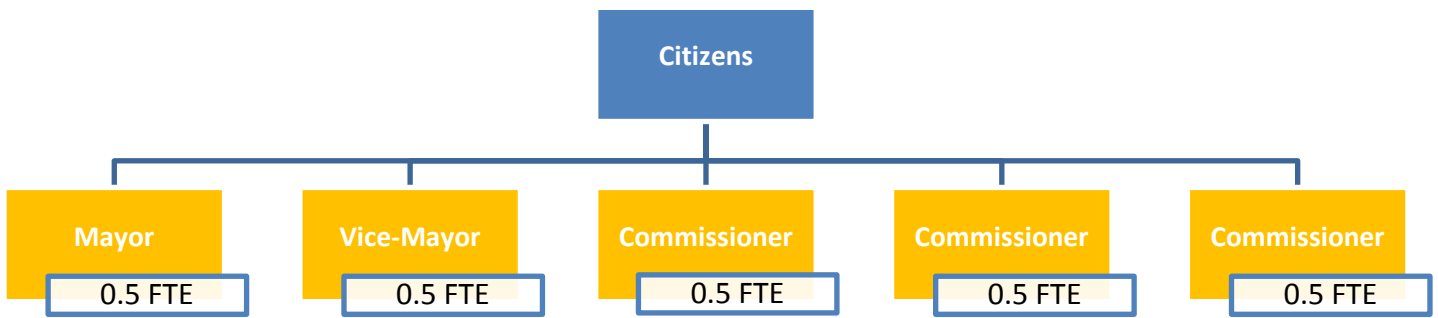 Citizens
Mayor
Vice-Mayor
Commissioner
Commissioner
Commissioner
0.5 FTE
0.5 FTE
0.5 FTE
0.5 FTE
0.5 FTE